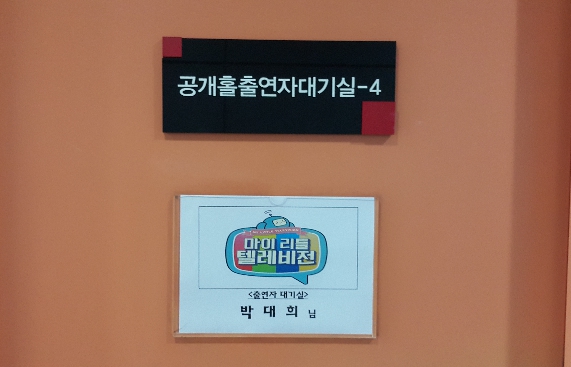 공개홀출연자대기실-4
마이 리틀
텔레비전
<출연자 대기실>
박대희 님